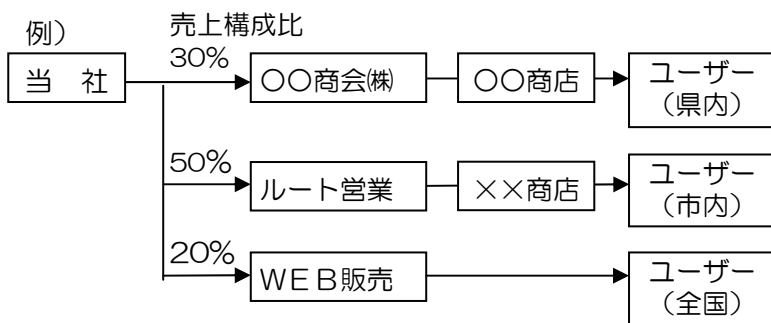 例）
売上構成比
30%
当　社
〇〇商会㈱
〇〇商店
ユーザー
（県内）
50%
ルート営業
××商店
ユーザー
（市内）
20%
ＷＥＢ販売
ユーザー
（全国）